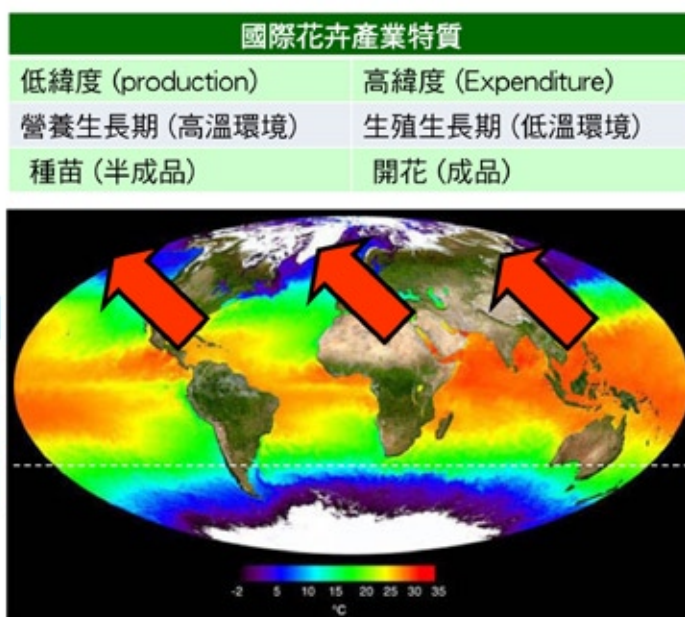 國際花卉產業特質
低緯度 (production) 高緯度 (Expenditure)
營養生長期 (高溫環境) 生殖生長期 (低溫環境)
種苗 (半成品) 開花 (成品)
-2 5 10 15 20 25 30 35
°C